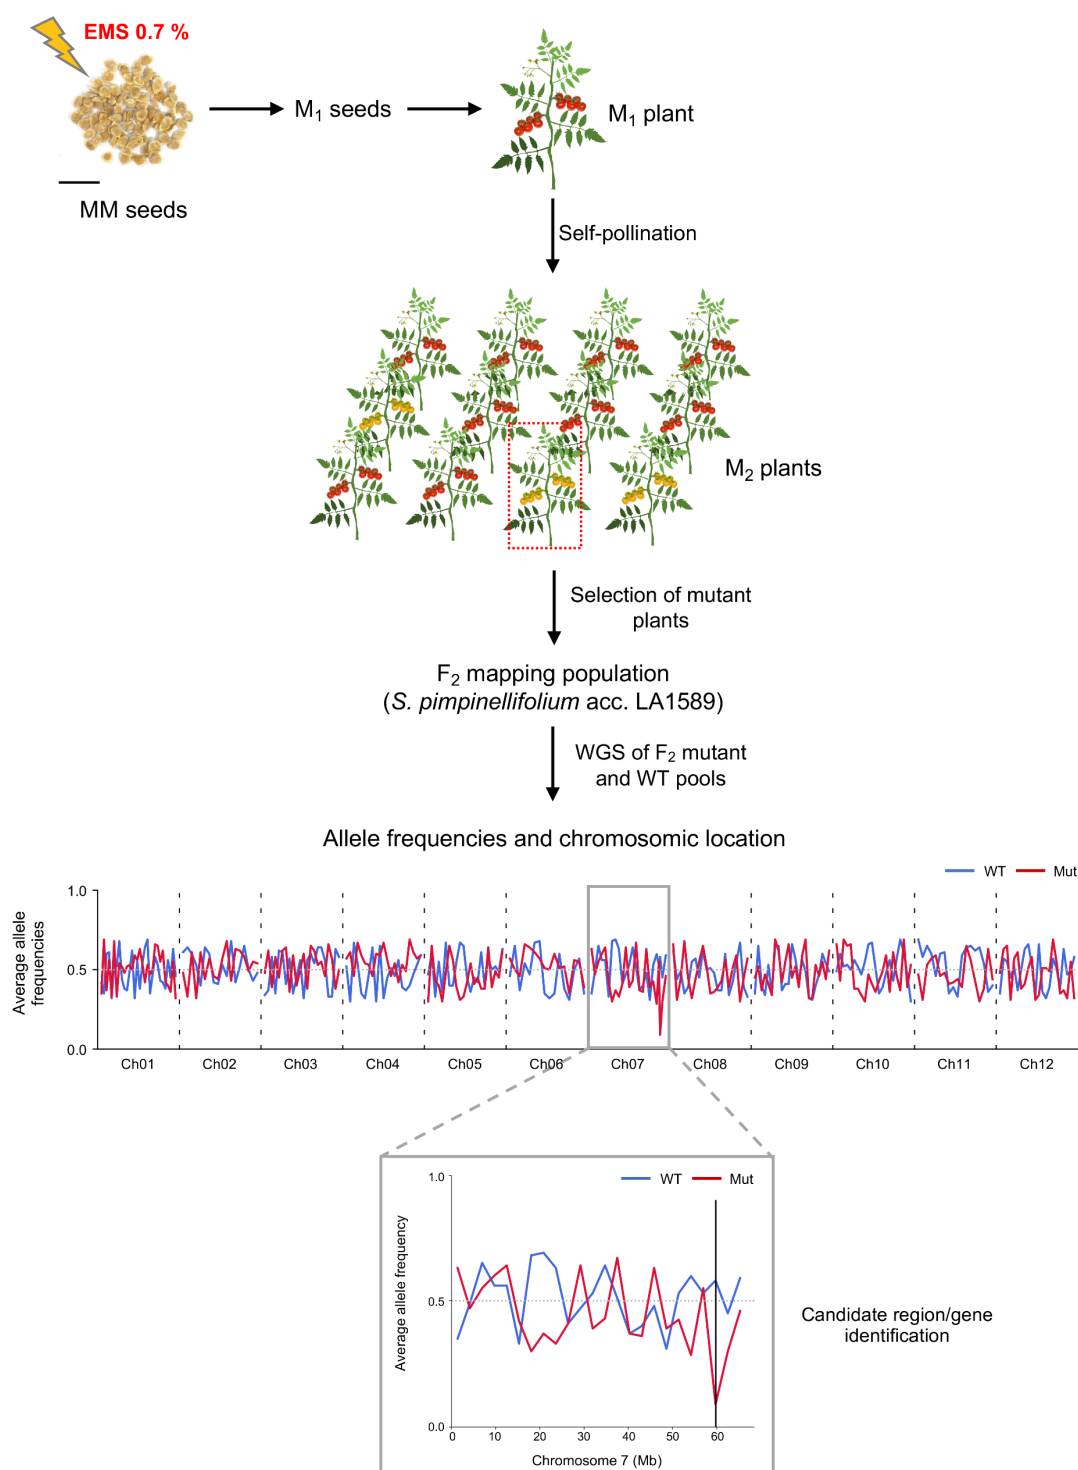 EMS 0.7 %
MM seeds
M₁ seeds
M₁ plant
Self-pollination
M₂ plants
Selection of mutant
plants
F₂ mapping population
(S. pimpinellifolium acc. LA1589)
WGS of F₂ mutant
and WT pools
Allele frequencies and chromosomic location
WT Mut
Average allele
frequencies
1.0
0.5
0.0
Ch01 Ch02 Ch03 Ch04 Ch05 Ch06 Ch07 Ch08 Ch09 Ch10 Ch11 Ch12
WT Mut
Average allele frequency
1.0
0.5
0.0
0 10 20 30 40 50 60
Chromosome 7 (Mb)
Candidate region/gene
identification